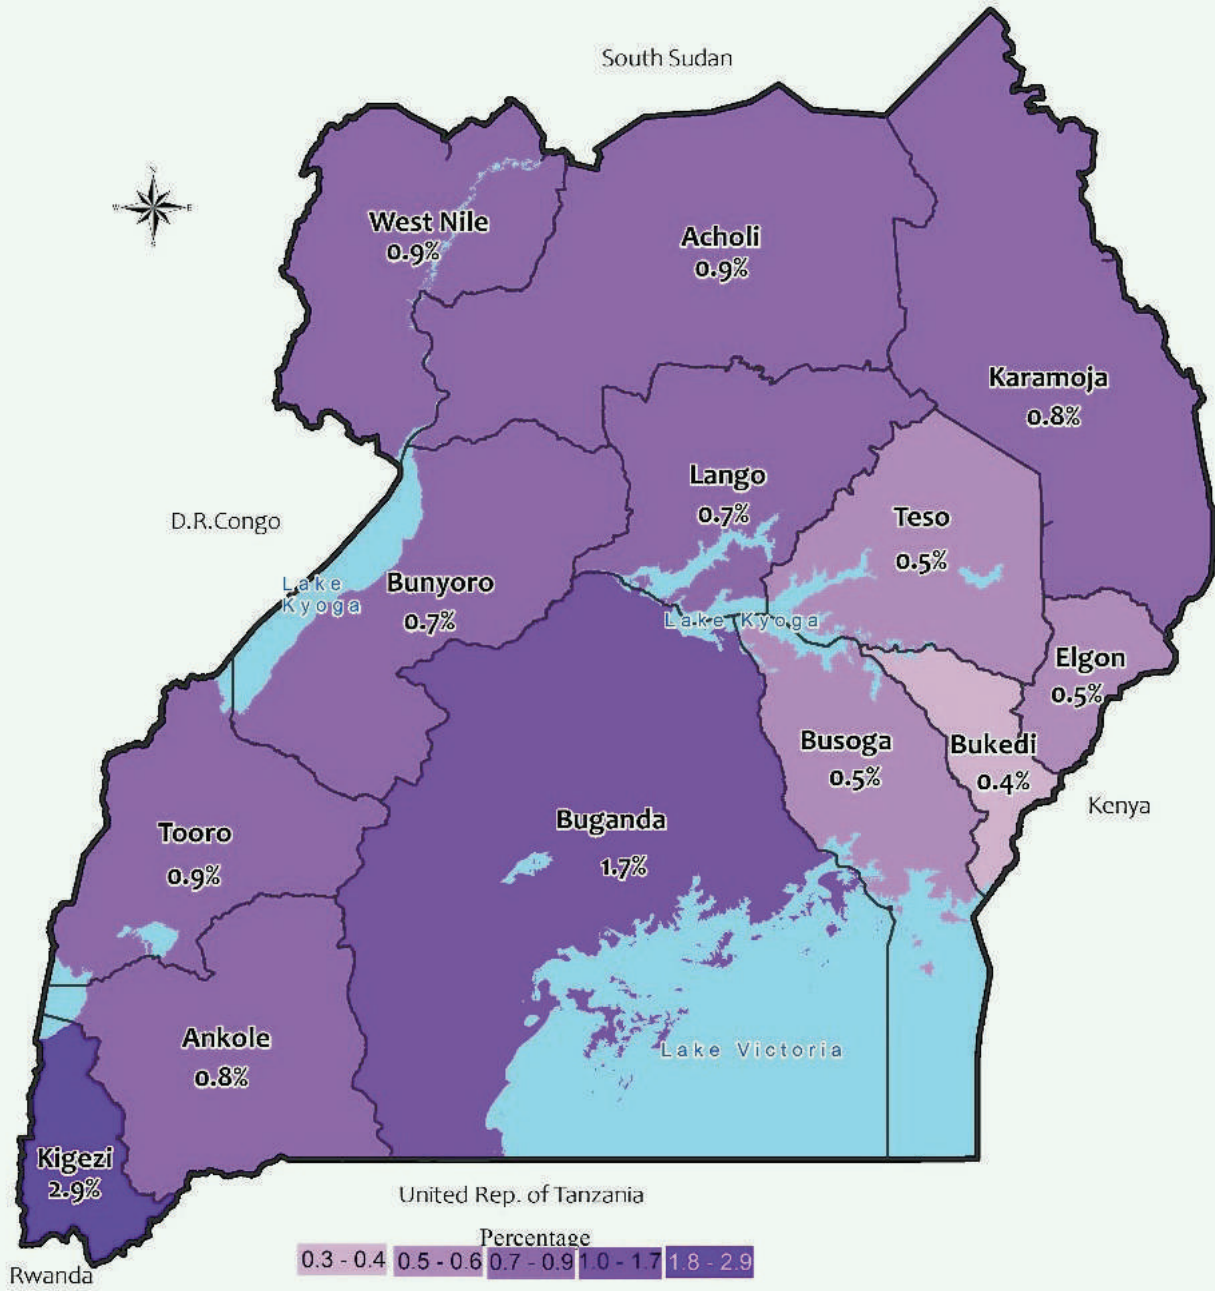 South Sudan
N
W
E
S
West Nile
0.9%
Acholi
0.9%
Karamoja
0.8%
Lango
0.7%
Teso
0.5%
D.R.Congo
Lake
Kyoga
Bunyoro
0.7%
Lake Kyoga
Elgon
0.5%
Busoga
0.5%
Bukedi
0.4%
Kenya
Tooro
0.9%
Buganda
1.7%
Ankole
0.8%
Lake Victoria
Kigezi
2.9%
United Rep. of Tanzania
Percentage
0.3 - 0.4 0.5 - 0.6 0.7 - 0.9 1.0 - 1.7 1.8 - 2.9
Rwanda